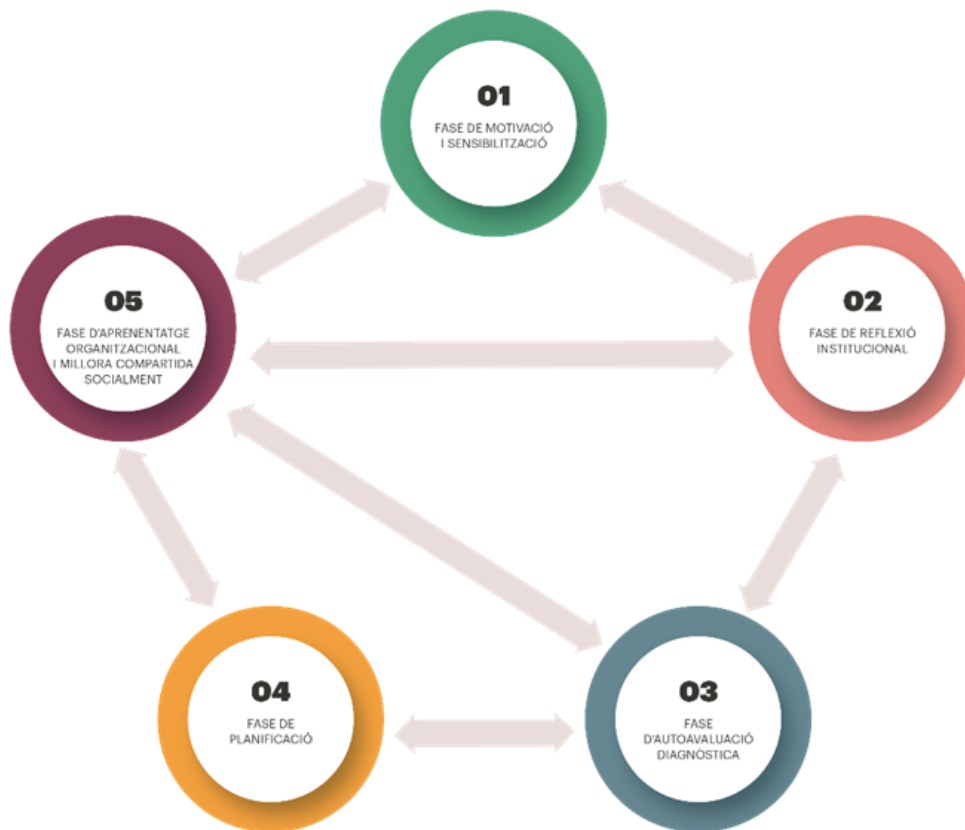 01
FASE DE MOTIVACIÓ
I SENSIBILITZACIÓ
02
FASE DE REFLEXIÓ
INSTITUCIONAL
03
FASE
D'AUTOAVALUACIÓ
DIAGNÒSTICA
04
FASE DE
PLANIFICACIÓ
05
FASE D'APRENENTATGE
ORGANITZACIONAL
I MILLORA COMPARTIDA
SOCIALMENT